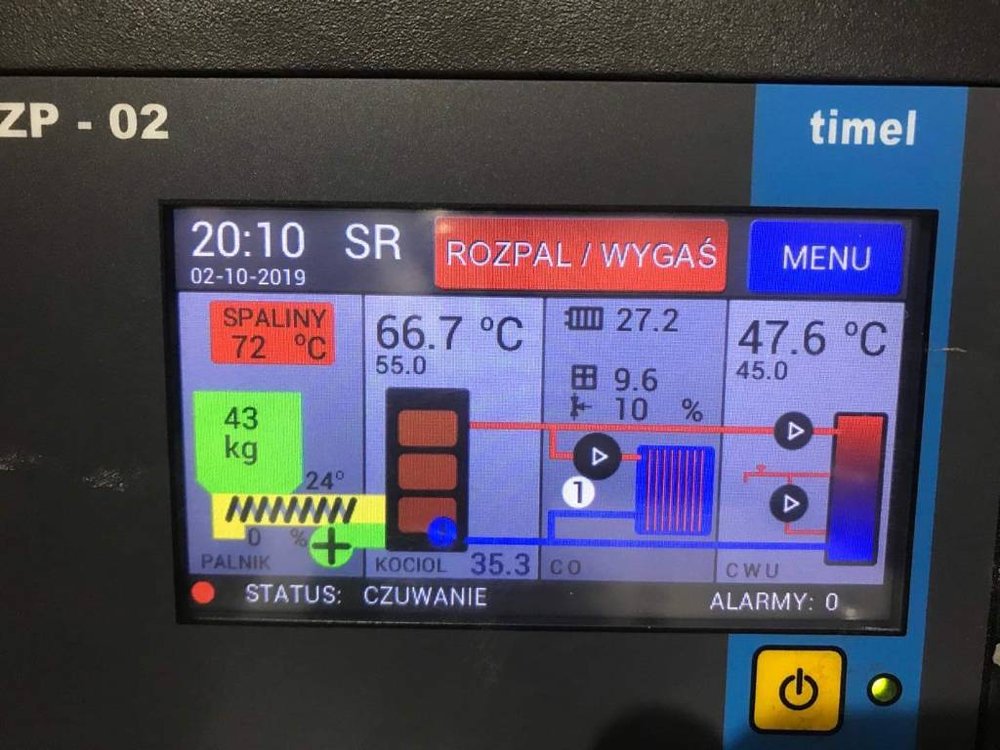 ZP - 02
timel
20:10 SR ROZPAL / WYGAŚ MENU
02-10-2019
SPALINY
72 °C
66.7 °C
55.0
27.2
9.6
10 %
47.6 °C
45.0
43
kg
24°
0 %
1
PALNIK
KOCIOL 35.3
CO
CWU
STATUS: CZUWANIE
ALARMY: 0